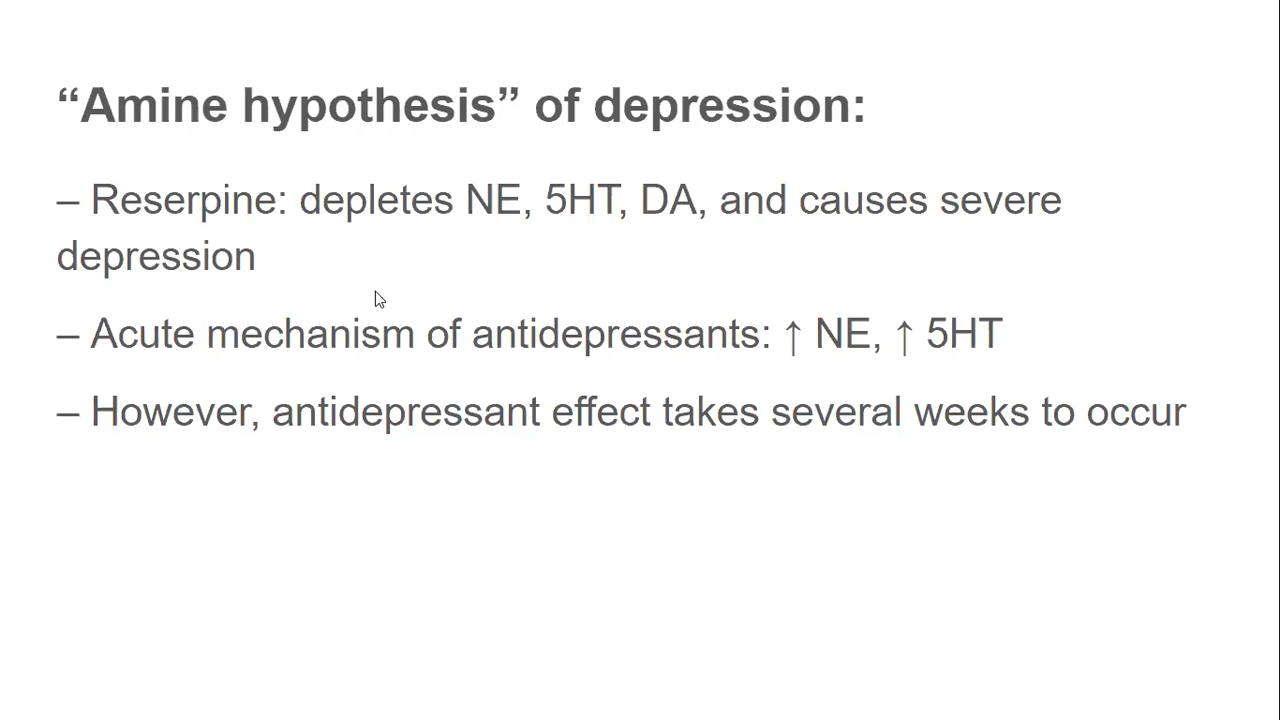 “Amine hypothesis” of depression:
– Reserpine: depletes NE, 5HT, DA, and causes severe
depression
– Acute mechanism of antidepressants: ↑ NE, ↑ 5HT
– However, antidepressant effect takes several weeks to occur